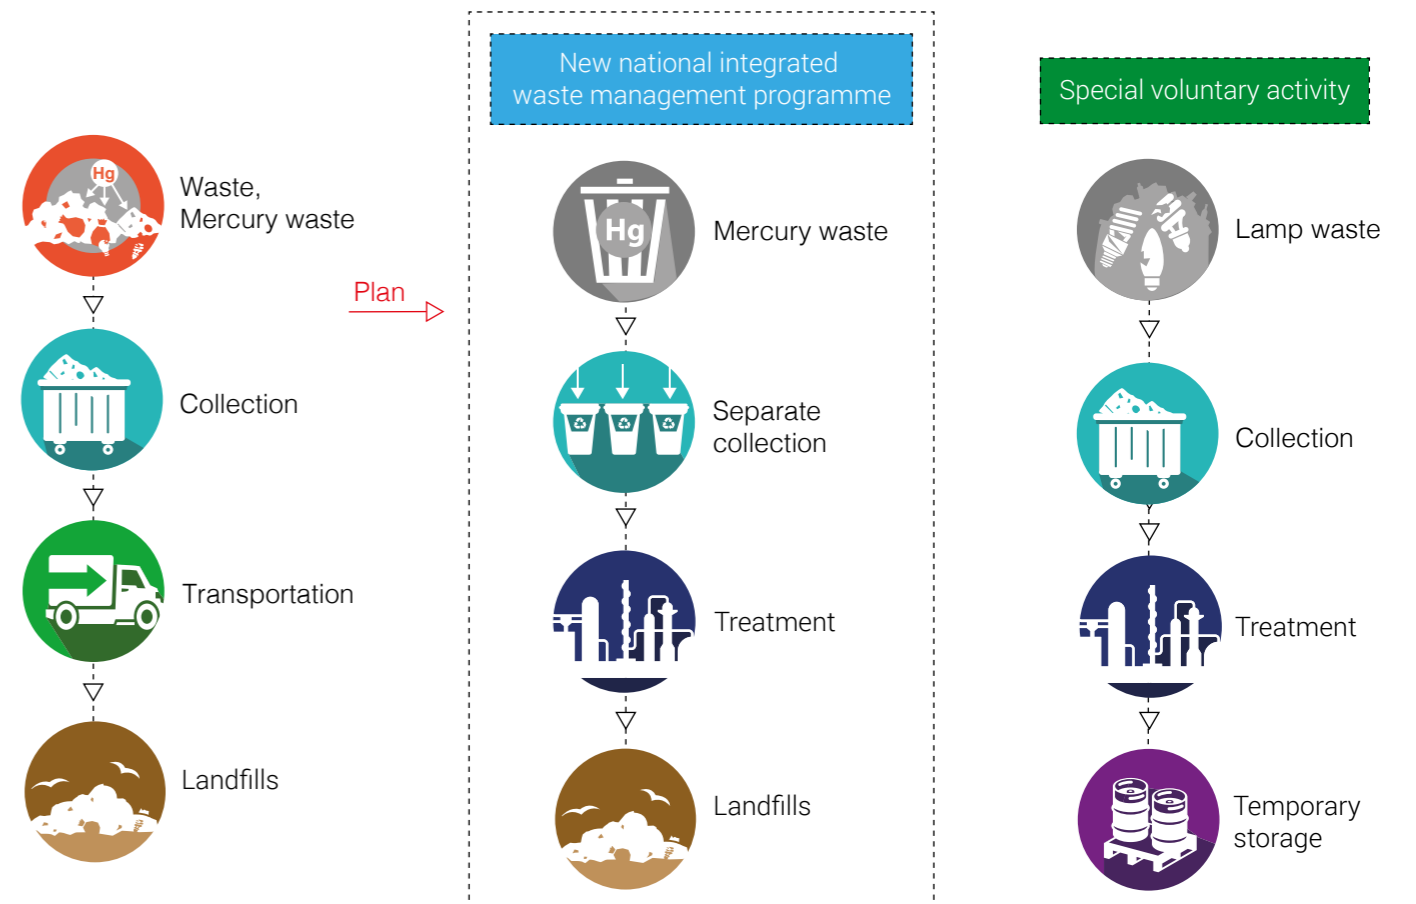 Hg
Waste,
Mercury waste
Collection
Transportation
Landfills
Plan
New national integrated
waste management programme
Hg
Mercury waste
Separate
collection
Treatment
Landfills
Special voluntary activity
Lamp waste
Collection
Treatment
Temporary
storage